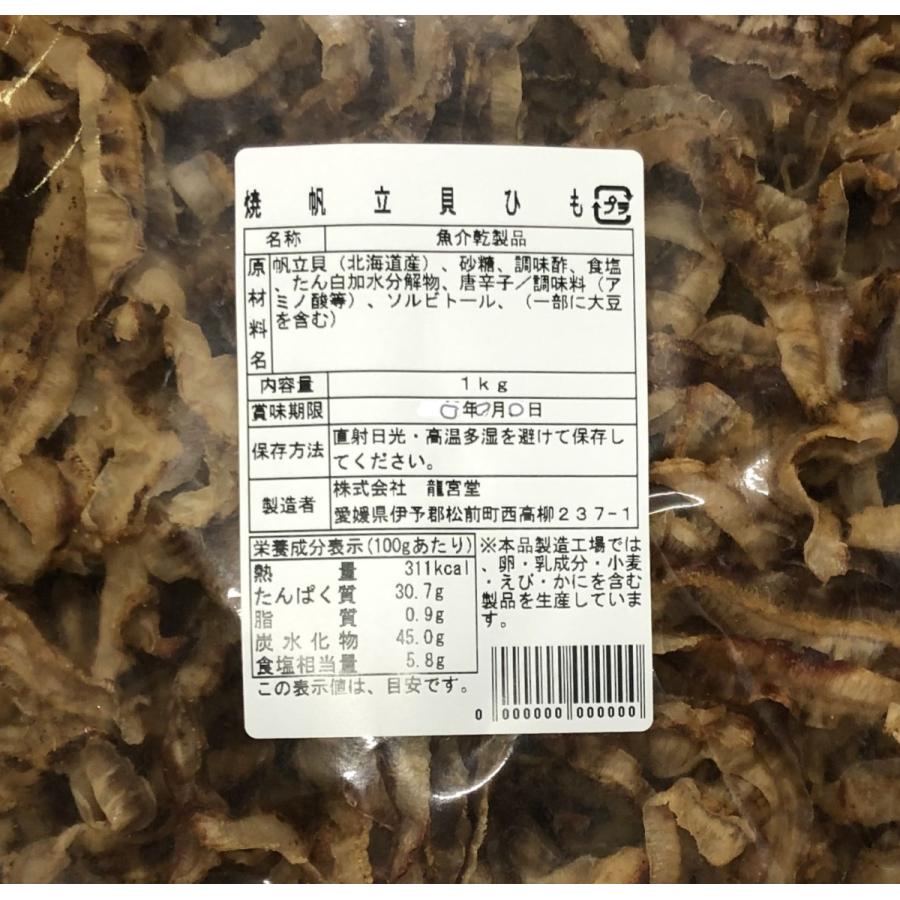 焼帆立貝ひも プラ
名称 魚介乾製品
原材料名 帆立貝(北海道産)、砂糖、調味酢、食塩
、たん白加水分解物、唐辛子/調味料(ア
ミノ酸等)、ソルビトール、(一部に大豆
を含む)
内容量 1kg
賞味期限 0年0月0日
保存方法 直射日光・高温多湿を避けて保存し
てください。
製造者 株式会社 龍宮堂
愛媛県伊予郡松前町西高柳237-1
栄養成分表示(100gあたり)
熱量 311kcal
たんぱく質 30.7g
脂質 0.9g
炭水化物 45.0g
食塩相当量 5.8g
この表示値は、目安です。
※本品製造工場では
、卵・乳成分・小麦
・えび・かにを含む
製品を生産していま
す。
0 000000 000000